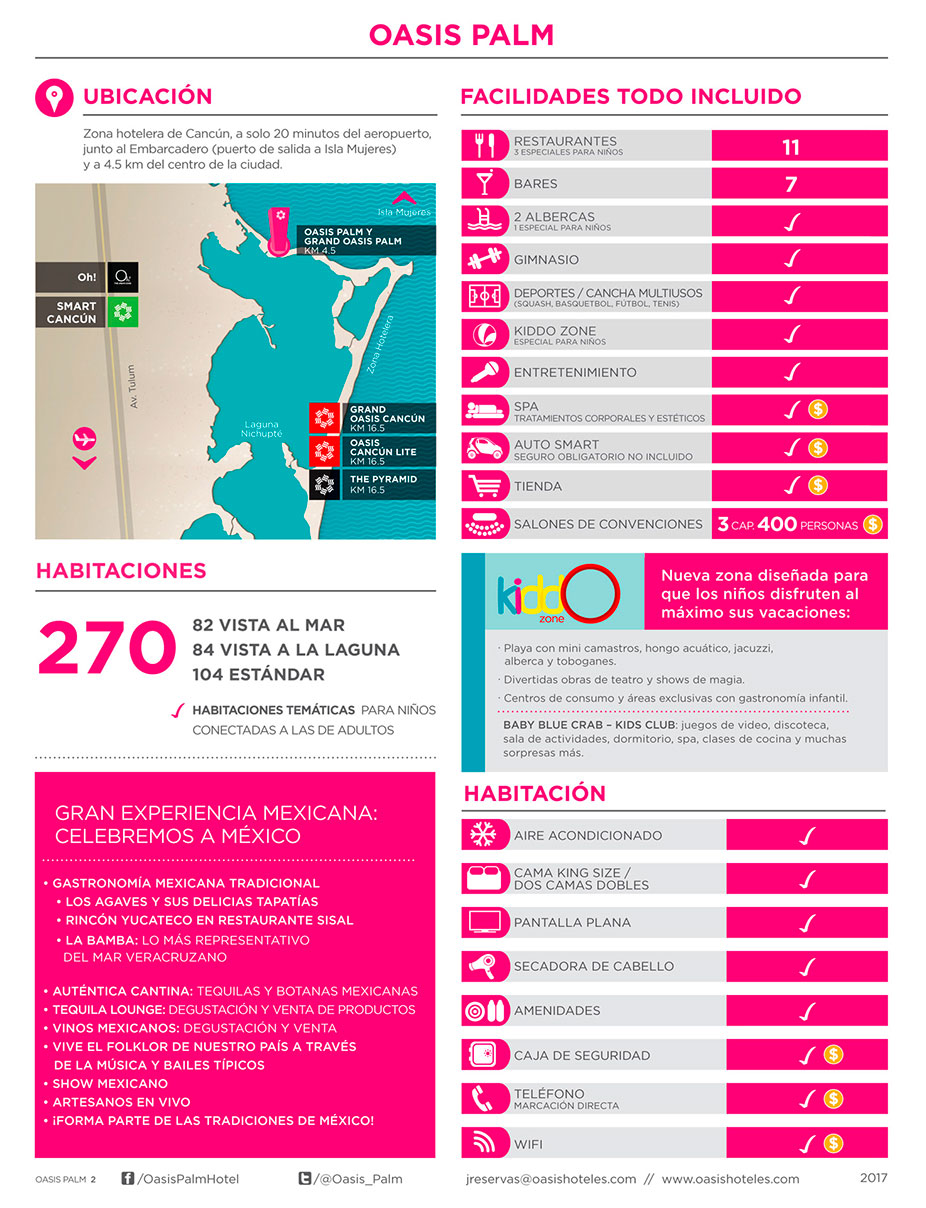 OASIS PALM
UBICACIÓN
Zona hotelera de Cancún, a solo 20 minutos del aeropuerto,
junto al Embarcadero (puerto de salida a Isla Mujeres)
y a 4.5 km del centro de la ciudad.
Isla Mujeres
OASIS PALM Y
GRAND OASIS PALM
KM 4.5
Oh!
SMART
CANCÚN
Av. Tulum
Zona Hotelera
Laguna
Nichupté
GRAND
OASIS CANCÚN
KM 16.5
OASIS
CANCÚN LITE
KM 16.5
THE PYRAMID
KM 16.5
HABITACIONES
270
82 VISTA AL MAR
84 VISTA A LA LAGUNA
104 ESTÁNDAR
HABITACIONES TEMÁTICAS PARA NIÑOS
CONECTADAS A LAS DE ADULTOS
GRAN EXPERIENCIA MEXICANA:
CELEBREMOS A MÉXICO
• GASTRONOMÍA MEXICANA TRADICIONAL
• LOS AGAVES Y SUS DELICIAS TAPATÍAS
• RINCÓN YUCATECO EN RESTAURANTE SISAL
• LA BAMBA: LO MÁS REPRESENTATIVO
DEL MAR VERACRUZANO
• AUTÉNTICA CANTINA: TEQUILAS Y BOTANAS MEXICANAS
• TEQUILA LOUNGE: DEGUSTACIÓN Y VENTA DE PRODUCTOS
• VINOS MEXICANOS: DEGUSTACIÓN Y VENTA
• VIVE EL FOLKLOR DE NUESTRO PAÍS A TRAVÉS
DE LA MÚSICA Y BAILES TÍPICOS
• SHOW MEXICANO
• ARTESANOS EN VIVO
• ¡FORMA PARTE DE LAS TRADICIONES DE MÉXICO!
FACILIDADES TODO INCLUIDO
RESTAURANTES 11
3 ESPECIALES PARA NIÑOS
BARES 7
2 ALBERCAS
1 ESPECIAL PARA NIÑOS
GIMNASIO
DEPORTES / CANCHA MULTIUSOS
(SQUASH, BASQUETBOL, FÚTBOL, TENIS)
KIDDO ZONE
ESPECIAL PARA NIÑOS
ENTRETENIMIENTO
SPA $
TRATAMIENTOS CORPORALES Y ESTÉTICOS
AUTO SMART $
SEGURO OBLIGATORIO NO INCLUIDO
TIENDA $
SALONES DE CONVENCIONES 3 CAP. 400 PERSONAS $
kiddO
zone
Nueva zona diseñada para
que los niños disfruten al
máximo sus vacaciones:
· Playa con mini camastros, hongo acuático, jacuzzi,
alberca y toboganes.
· Divertidas obras de teatro y shows de magia.
· Centros de consumo y áreas exclusivas con gastronomía infantil.
BABY BLUE CRAB – KIDS CLUB: juegos de video, discoteca,
sala de actividades, dormitorio, spa, clases de cocina y muchas
sorpresas más.
HABITACIÓN
AIRE ACONDICIONADO
CAMA KING SIZE /
DOS CAMAS DOBLES
PANTALLA PLANA
SECADORA DE CABELLO
AMENIDADES
CAJA DE SEGURIDAD $
TELÉFONO $
MARCACIÓN DIRECTA
WIFI $
OASIS PALM 2 /OasisPalmHotel /@Oasis_Palm jreservas@oasishoteles.com // www.oasishoteles.com 2017